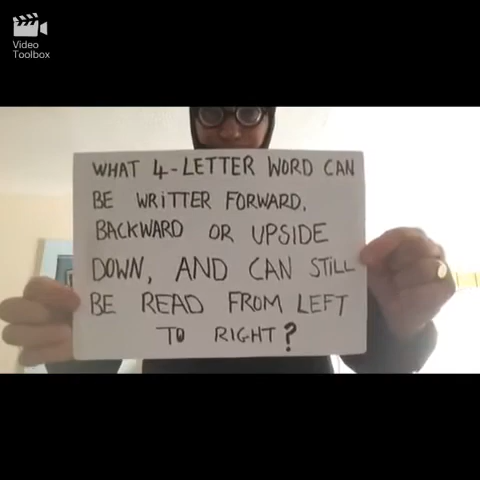 Video
Toolbox
WHAT 4-LETTER WORD CAN
BE WRITTER FORWARD,
BACKWARD OR UPSIDE
DOWN, AND CAN STILL
BE READ FROM LEFT
TO RIGHT?